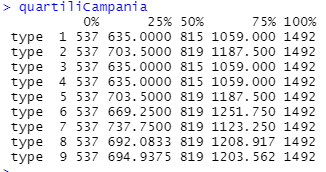 > quartiliCampania
0% 25% 50% 75% 100%
type 1 537 635.0000 815 1059.000 1492
type 2 537 703.5000 819 1187.500 1492
type 3 537 635.0000 815 1059.000 1492
type 4 537 635.0000 815 1059.000 1492
type 5 537 703.5000 819 1187.500 1492
type 6 537 669.2500 819 1251.750 1492
type 7 537 737.7500 819 1123.250 1492
type 8 537 692.0833 819 1208.917 1492
type 9 537 694.9375 819 1203.562 1492